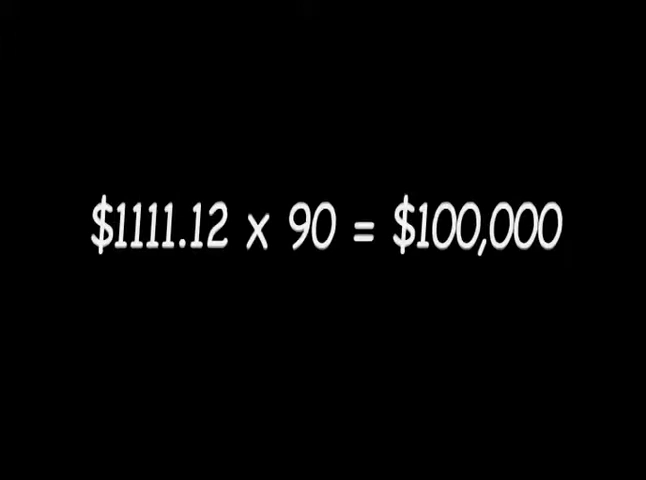 $1111.12 x 90 = $100,000